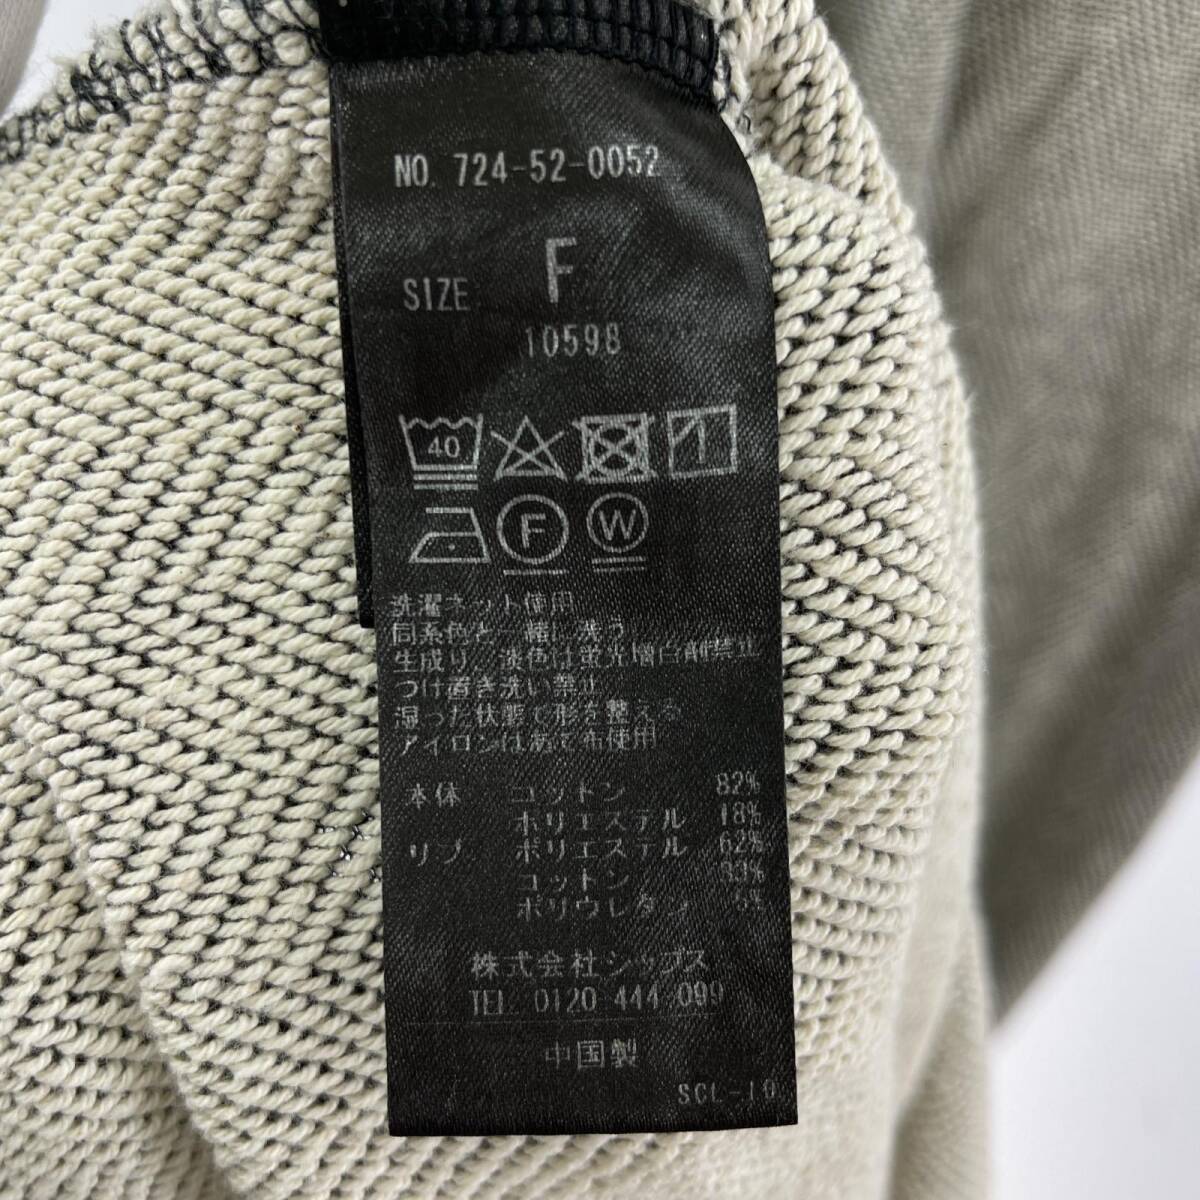 NO. 724-52-0052
SIZE F
10598
40
F W
洗濯ネット使用
同系色と一緒に洗う
生成り、淡色は蛍光増白剤禁止
つけ置き洗い禁止
湿った状態で形を整える
アイロンはあて布使用
本体 コットン 82%
ポリエステル 18%
リブ ポリエステル 62%
コットン 33%
ポリウレタン 5%
株式会社シップス
TEL 0120-444-099
中国製
SCL-10